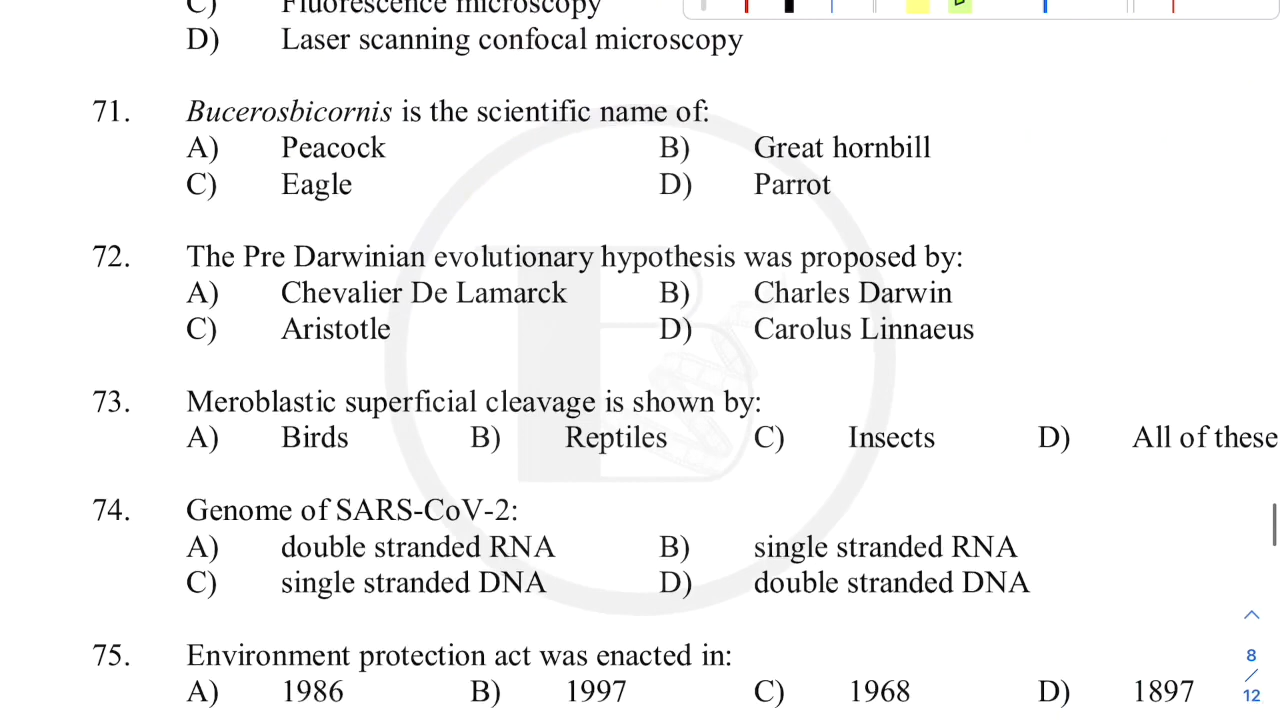 C) Fluorescence microscopy
D) Laser scanning confocal microscopy
71. Bucerosbicornis is the scientific name of:
A) Peacock B) Great hornbill
C) Eagle D) Parrot
72. The Pre Darwinian evolutionary hypothesis was proposed by:
A) Chevalier De Lamarck B) Charles Darwin
C) Aristotle D) Carolus Linnaeus
73. Meroblastic superficial cleavage is shown by:
A) Birds B) Reptiles C) Insects D) All of these
74. Genome of SARS-CoV-2:
A) double stranded RNA B) single stranded RNA
C) single stranded DNA D) double stranded DNA
75. Environment protection act was enacted in:
A) 1986 B) 1997 C) 1968 D) 1897
8
/
12